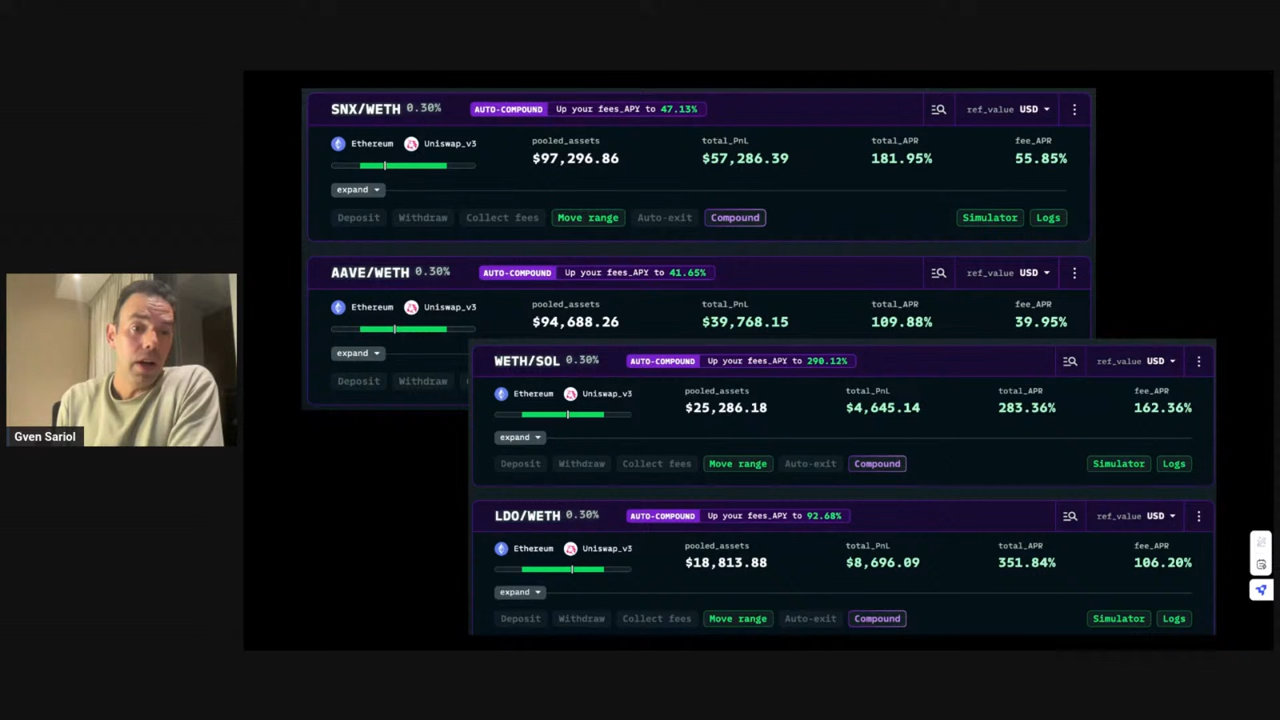 SNX/WETH 0.30% AUTO-COMPOUND Up your fees_APY to 47.13% ref_value USD
Ethereum Uniswap_v3 pooled_assets total_PnL total_APR fee_APR
$97,296.86 $57,286.39 181.95% 55.85%
expand
Deposit Withdraw Collect fees Move range Auto-exit Compound Simulator Logs
AAVE/WETH 0.30% AUTO-COMPOUND Up your fees_APY to 41.65% ref_value USD
Ethereum Uniswap_v3 pooled_assets total_PnL total_APR fee_APR
$94,688.26 $39,768.15 109.88% 39.95%
expand
Deposit Withdraw
WETH/SOL 0.30% AUTO-COMPOUND Up your fees_APY to 290.12% ref_value USD
Ethereum Uniswap_v3 pooled_assets total_PnL total_APR fee_APR
$25,286.18 $4,645.14 283.36% 162.36%
expand
Deposit Withdraw Collect fees Move range Auto-exit Compound Simulator Logs
LDO/WETH 0.30% AUTO-COMPOUND Up your fees_APY to 92.68% ref_value USD
Ethereum Uniswap_v3 pooled_assets total_PnL total_APR fee_APR
$18,813.88 $8,696.09 351.84% 106.20%
expand
Deposit Withdraw Collect fees Move range Auto-exit Compound Simulator Logs
Gven Sariol